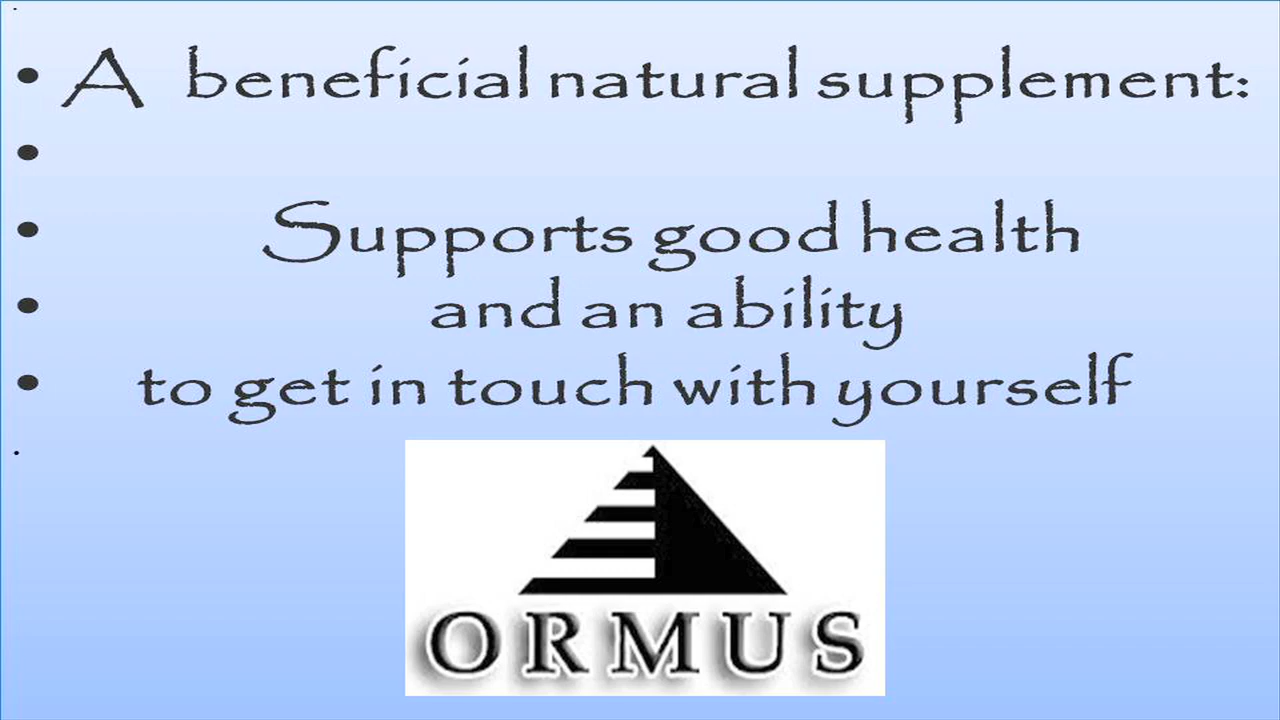 • A beneficial natural supplement:
•
• Supports good health
• and an ability
• to get in touch with yourself
ORMUS